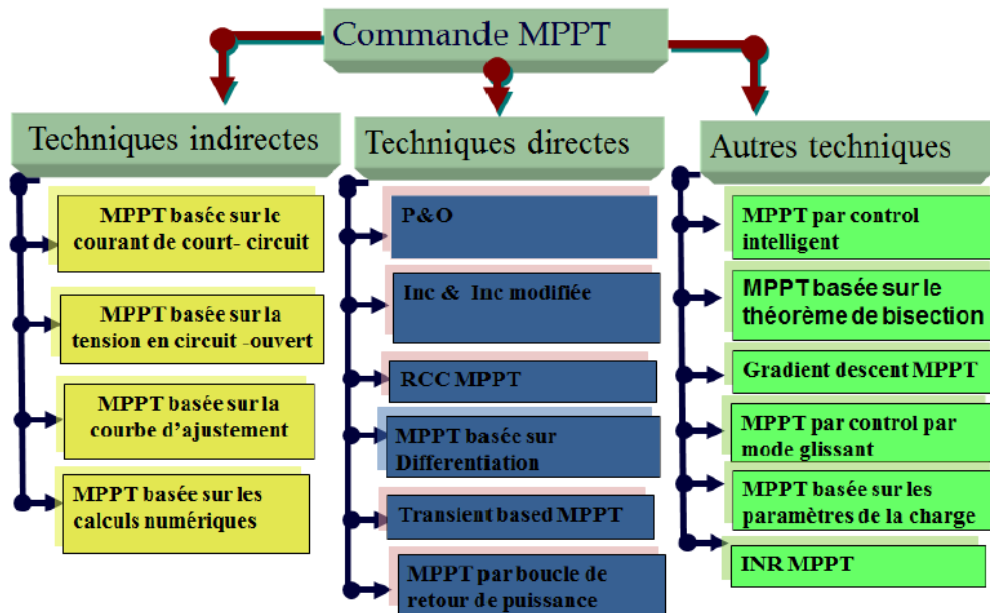 Commande MPPT
Techniques indirectes
MPPT basée sur le
courant de court- circuit
MPPT basée sur la
tension en circuit -ouvert
MPPT basée sur la
courbe d'ajustement
MPPT basée sur les
calculs numériques
Techniques directes
P&O
Inc & Inc modifiée
RCC MPPT
MPPT basée sur
Differentiation
Transient based MPPT
MPPT par boucle de
retour de puissance
Autres techniques
MPPT par control
intelligent
MPPT basée sur le
théorème de bisection
Gradient descent MPPT
MPPT par control par
mode glissant
MPPT basée sur les
paramètres de la charge
INR MPPT